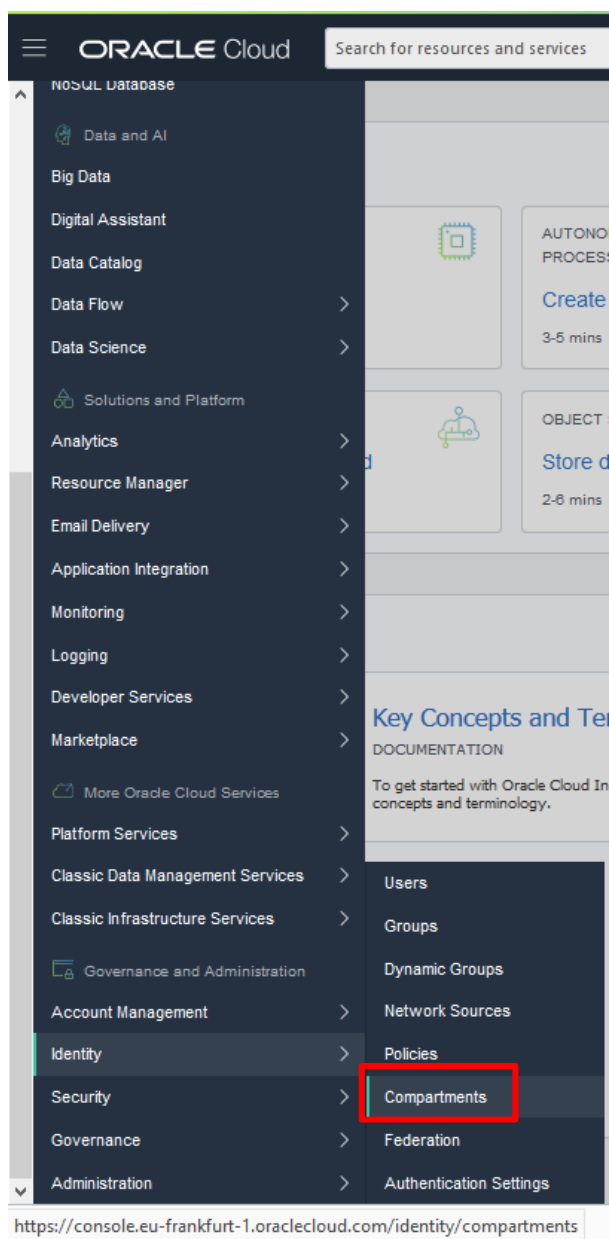 ORACLE Cloud
Search for resources and services
NoSQL Database
Data and AI
Big Data
Digital Assistant
Data Catalog
Data Flow
Data Science
Solutions and Platform
Analytics
Resource Manager
Email Delivery
Application Integration
Monitoring
Logging
Developer Services
Marketplace
More Oracle Cloud Services
Platform Services
Classic Data Management Services
Classic Infrastructure Services
Governance and Administration
Account Management
Identity
Security
Governance
Administration
Users
Groups
Dynamic Groups
Network Sources
Policies
Compartments
Federation
Authentication Settings
AUTONO
PROCESS
Create
3-5 mins
d
OBJECT
Store d
2-6 mins
Key Concepts and Te
DOCUMENTATION
To get started with Oracle Cloud In
concepts and terminology.
https://console.eu-frankfurt-1.oraclecloud.com/identity/compartments